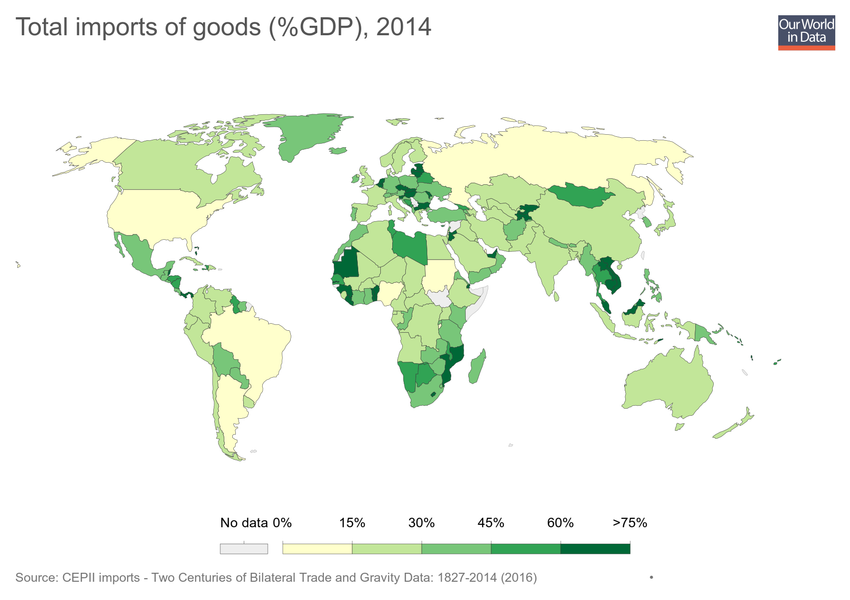 Total imports of goods (%GDP), 2014
Our World
in Data
No data 0% 15% 30% 45% 60% >75%
Source: CEPII imports - Two Centuries of Bilateral Trade and Gravity Data: 1827-2014 (2016) •